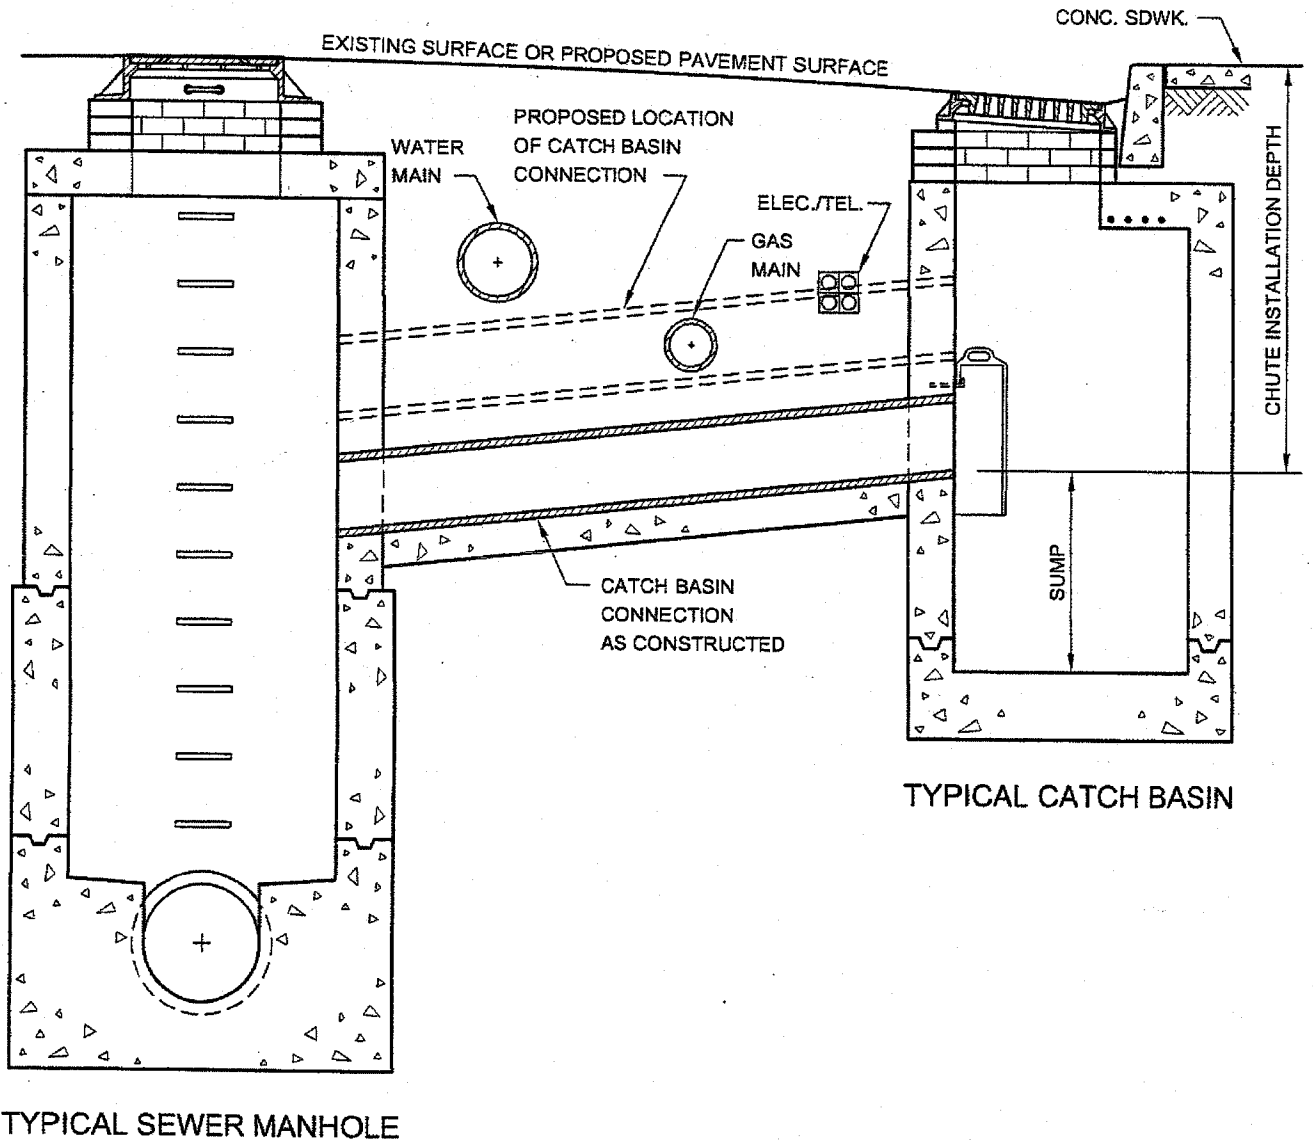 CONC. SDWK.
EXISTING SURFACE OR PROPOSED PAVEMENT SURFACE
WATER
MAIN
PROPOSED LOCATION
OF CATCH BASIN
CONNECTION
ELEC./TEL.
GAS
MAIN
CHUTE INSTALLATION DEPTH
SUMP
CATCH BASIN
CONNECTION
AS CONSTRUCTED
TYPICAL CATCH BASIN
TYPICAL SEWER MANHOLE